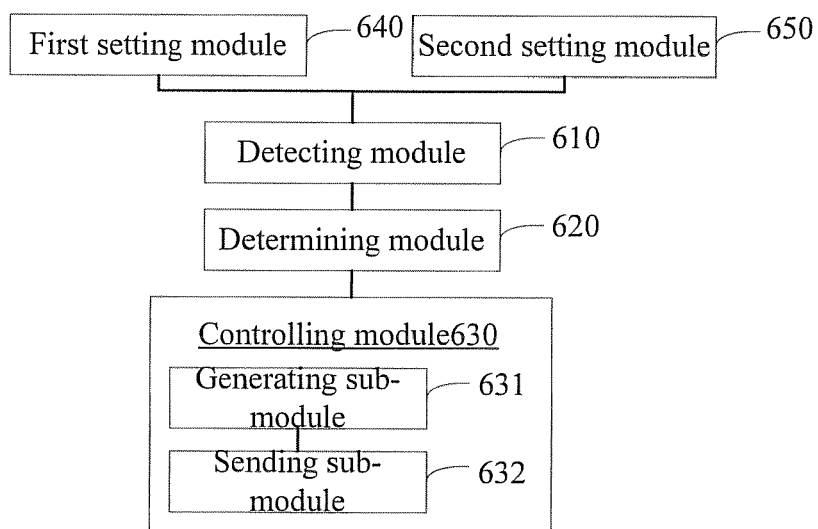 First setting module
640
Second setting module
650
Detecting module
610
Determining module
620
Controlling module630
Generating sub-
module
631
Sending sub-
module
632